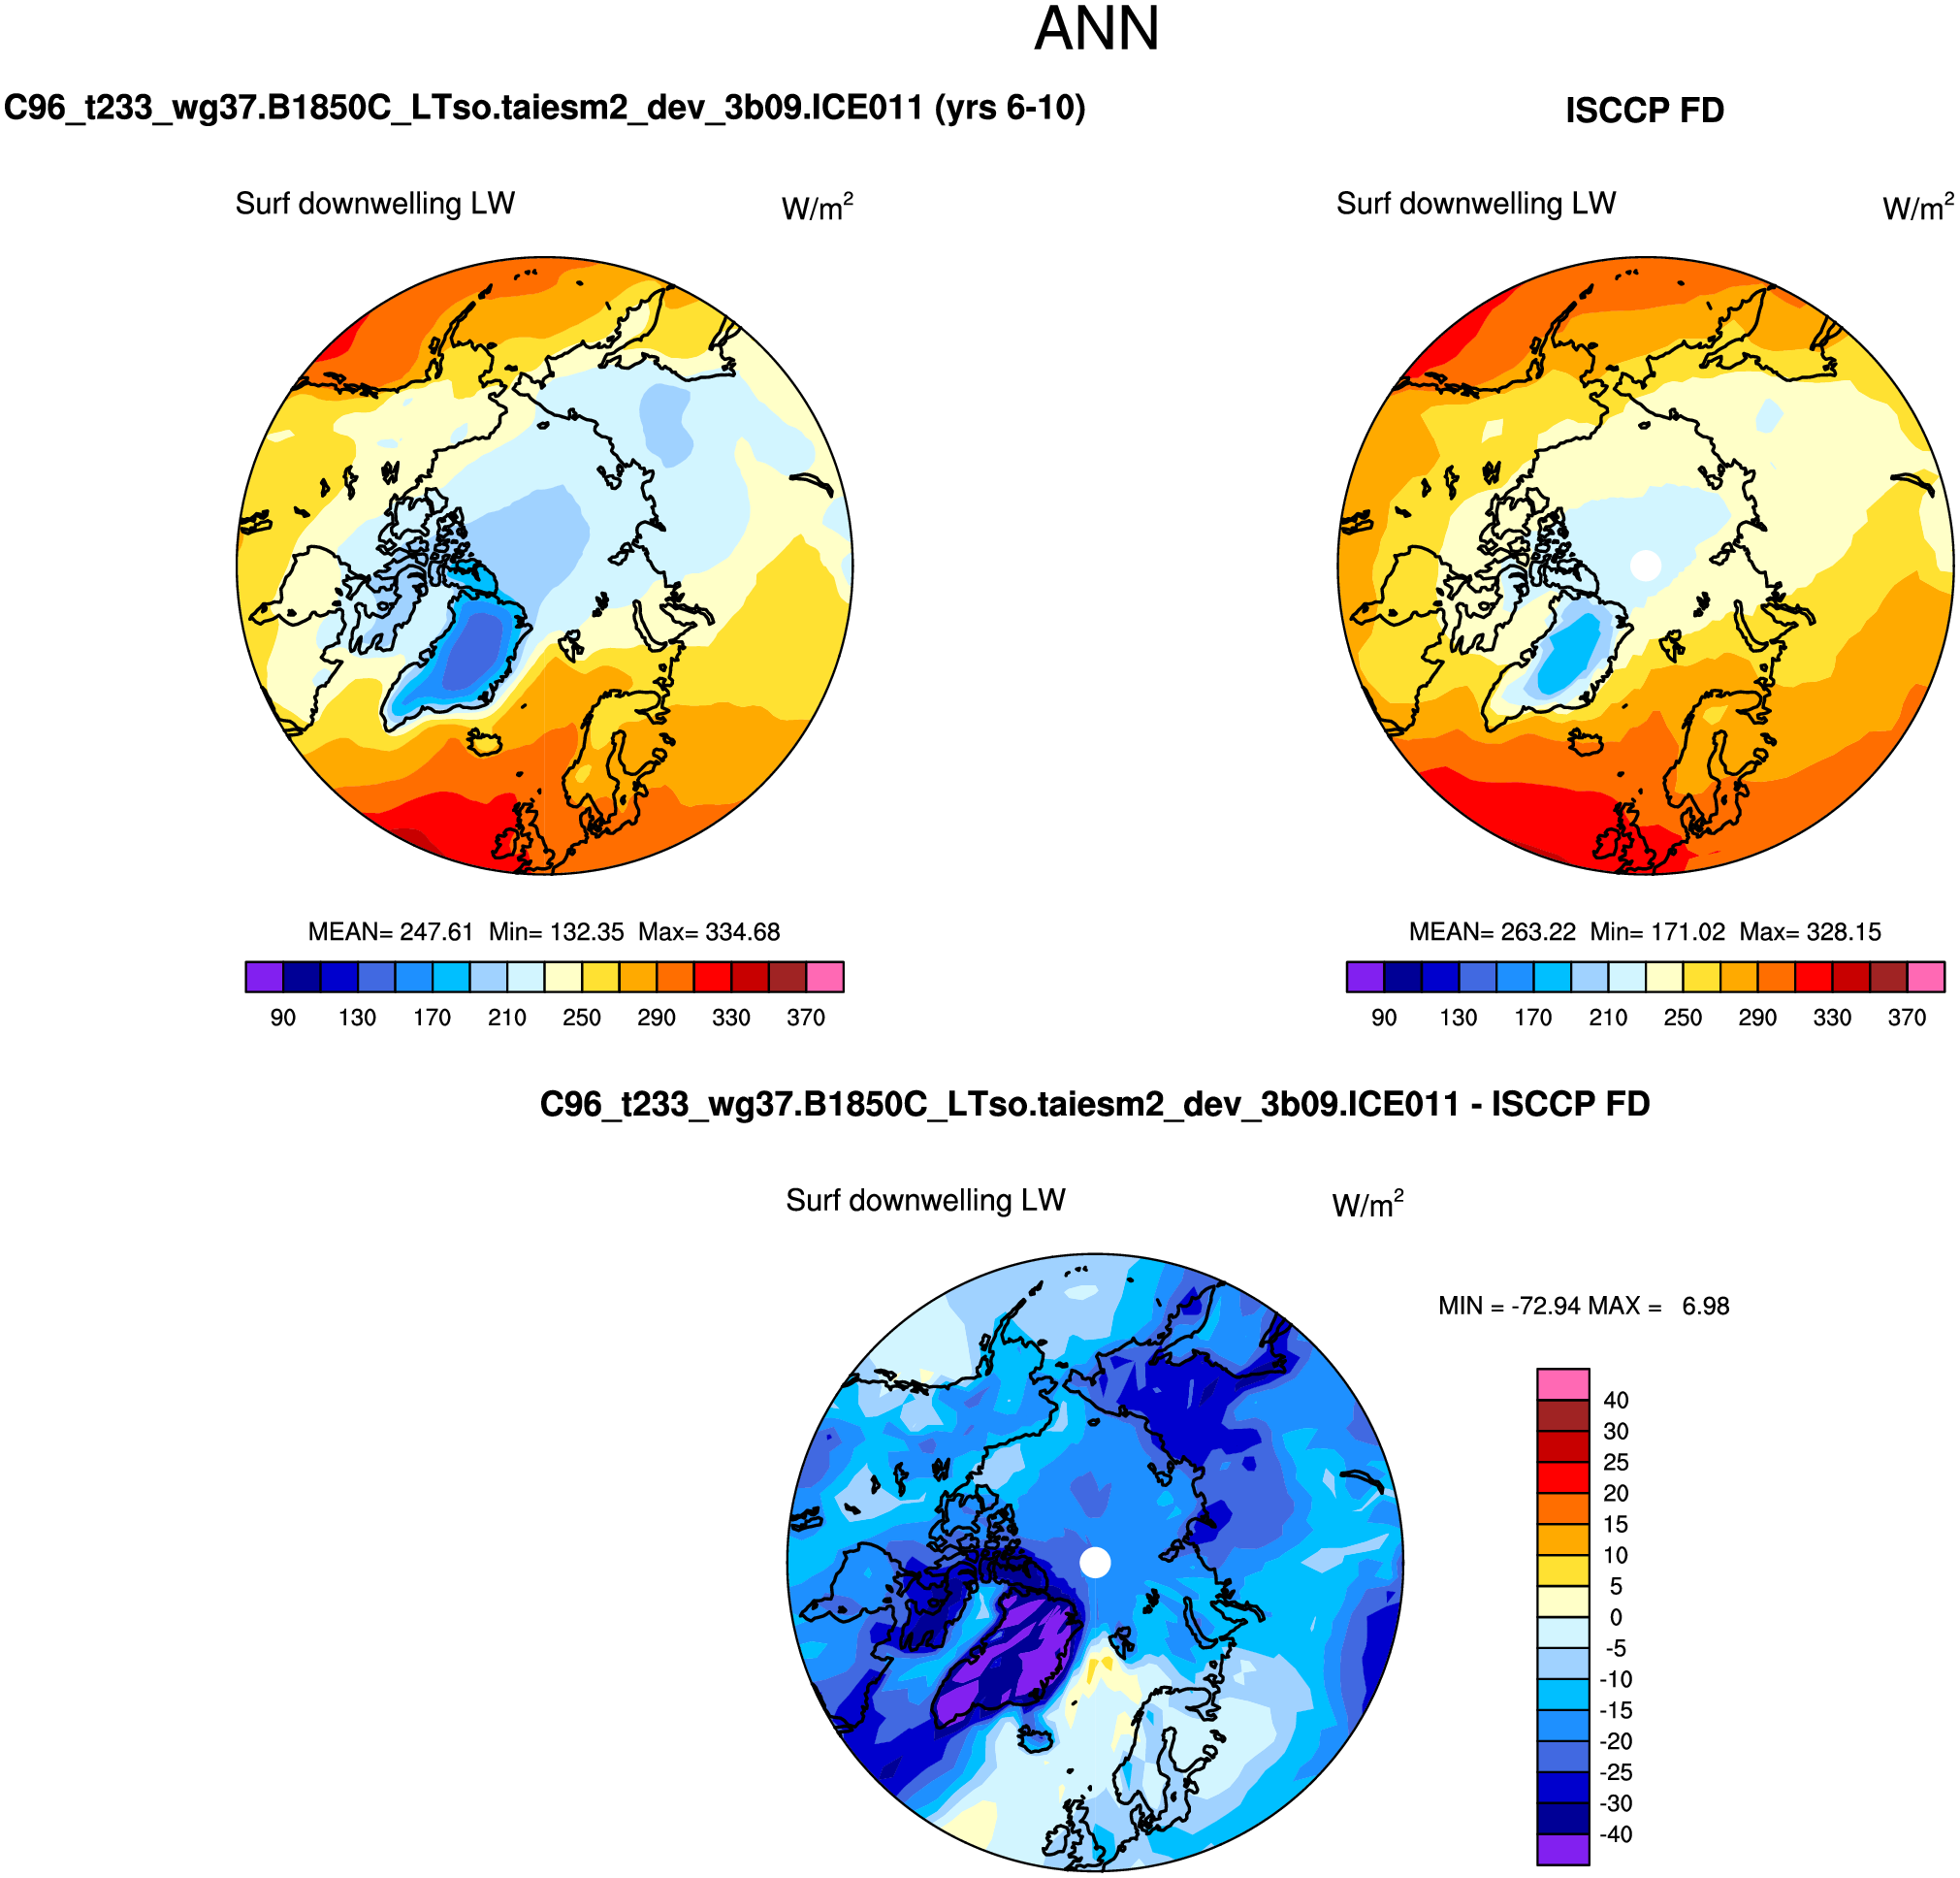 ANN
C96_t233_wg37.B1850C_LTso.taiesm2_dev_3b09.ICE011 (yrs 6-10)
ISCCP FD
Surf downwelling LW
W/m²
Surf downwelling LW
W/m²
MEAN= 247.61 Min= 132.35 Max= 334.68
90 130 170 210 250 290 330 370
MEAN= 263.22 Min= 171.02 Max= 328.15
90 130 170 210 250 290 330 370
C96_t233_wg37.B1850C_LTso.taiesm2_dev_3b09.ICE011 - ISCCP FD
Surf downwelling LW
W/m²
MIN = -72.94 MAX = 6.98
40
30
25
20
15
10
5
0
-5
-10
-15
-20
-25
-30
-40